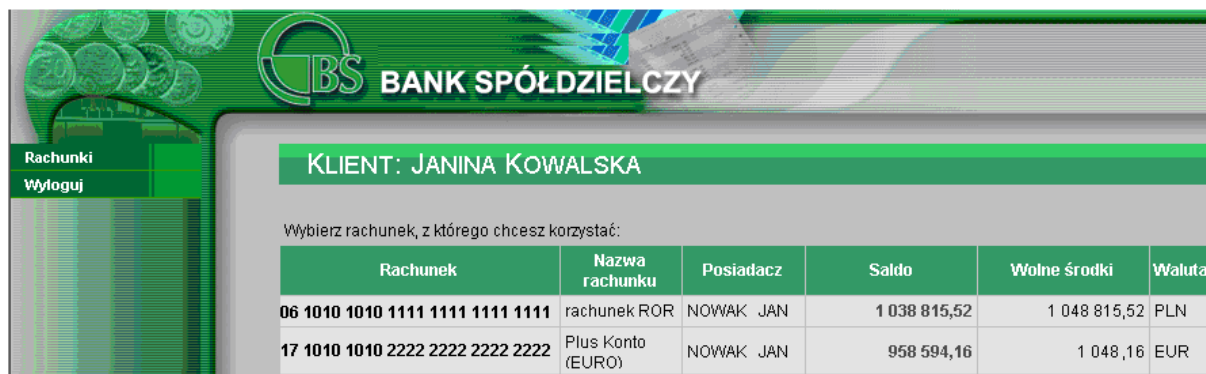 BS BANK SPÓŁDZIELCZY
Rachunki
Wyloguj
KLIENT: JANINA KOWALSKA
Wybierz rachunek, z którego chcesz korzystać:
Rachunek Nazwa rachunku Posiadacz Saldo Wolne środki Waluta
06 1010 1010 1111 1111 1111 1111 rachunek ROR NOWAK JAN 1 038 815,52 1 048 815,52 PLN
17 1010 1010 2222 2222 2222 2222 Plus Konto (EURO) NOWAK JAN 958 594,16 1 048,16 EUR